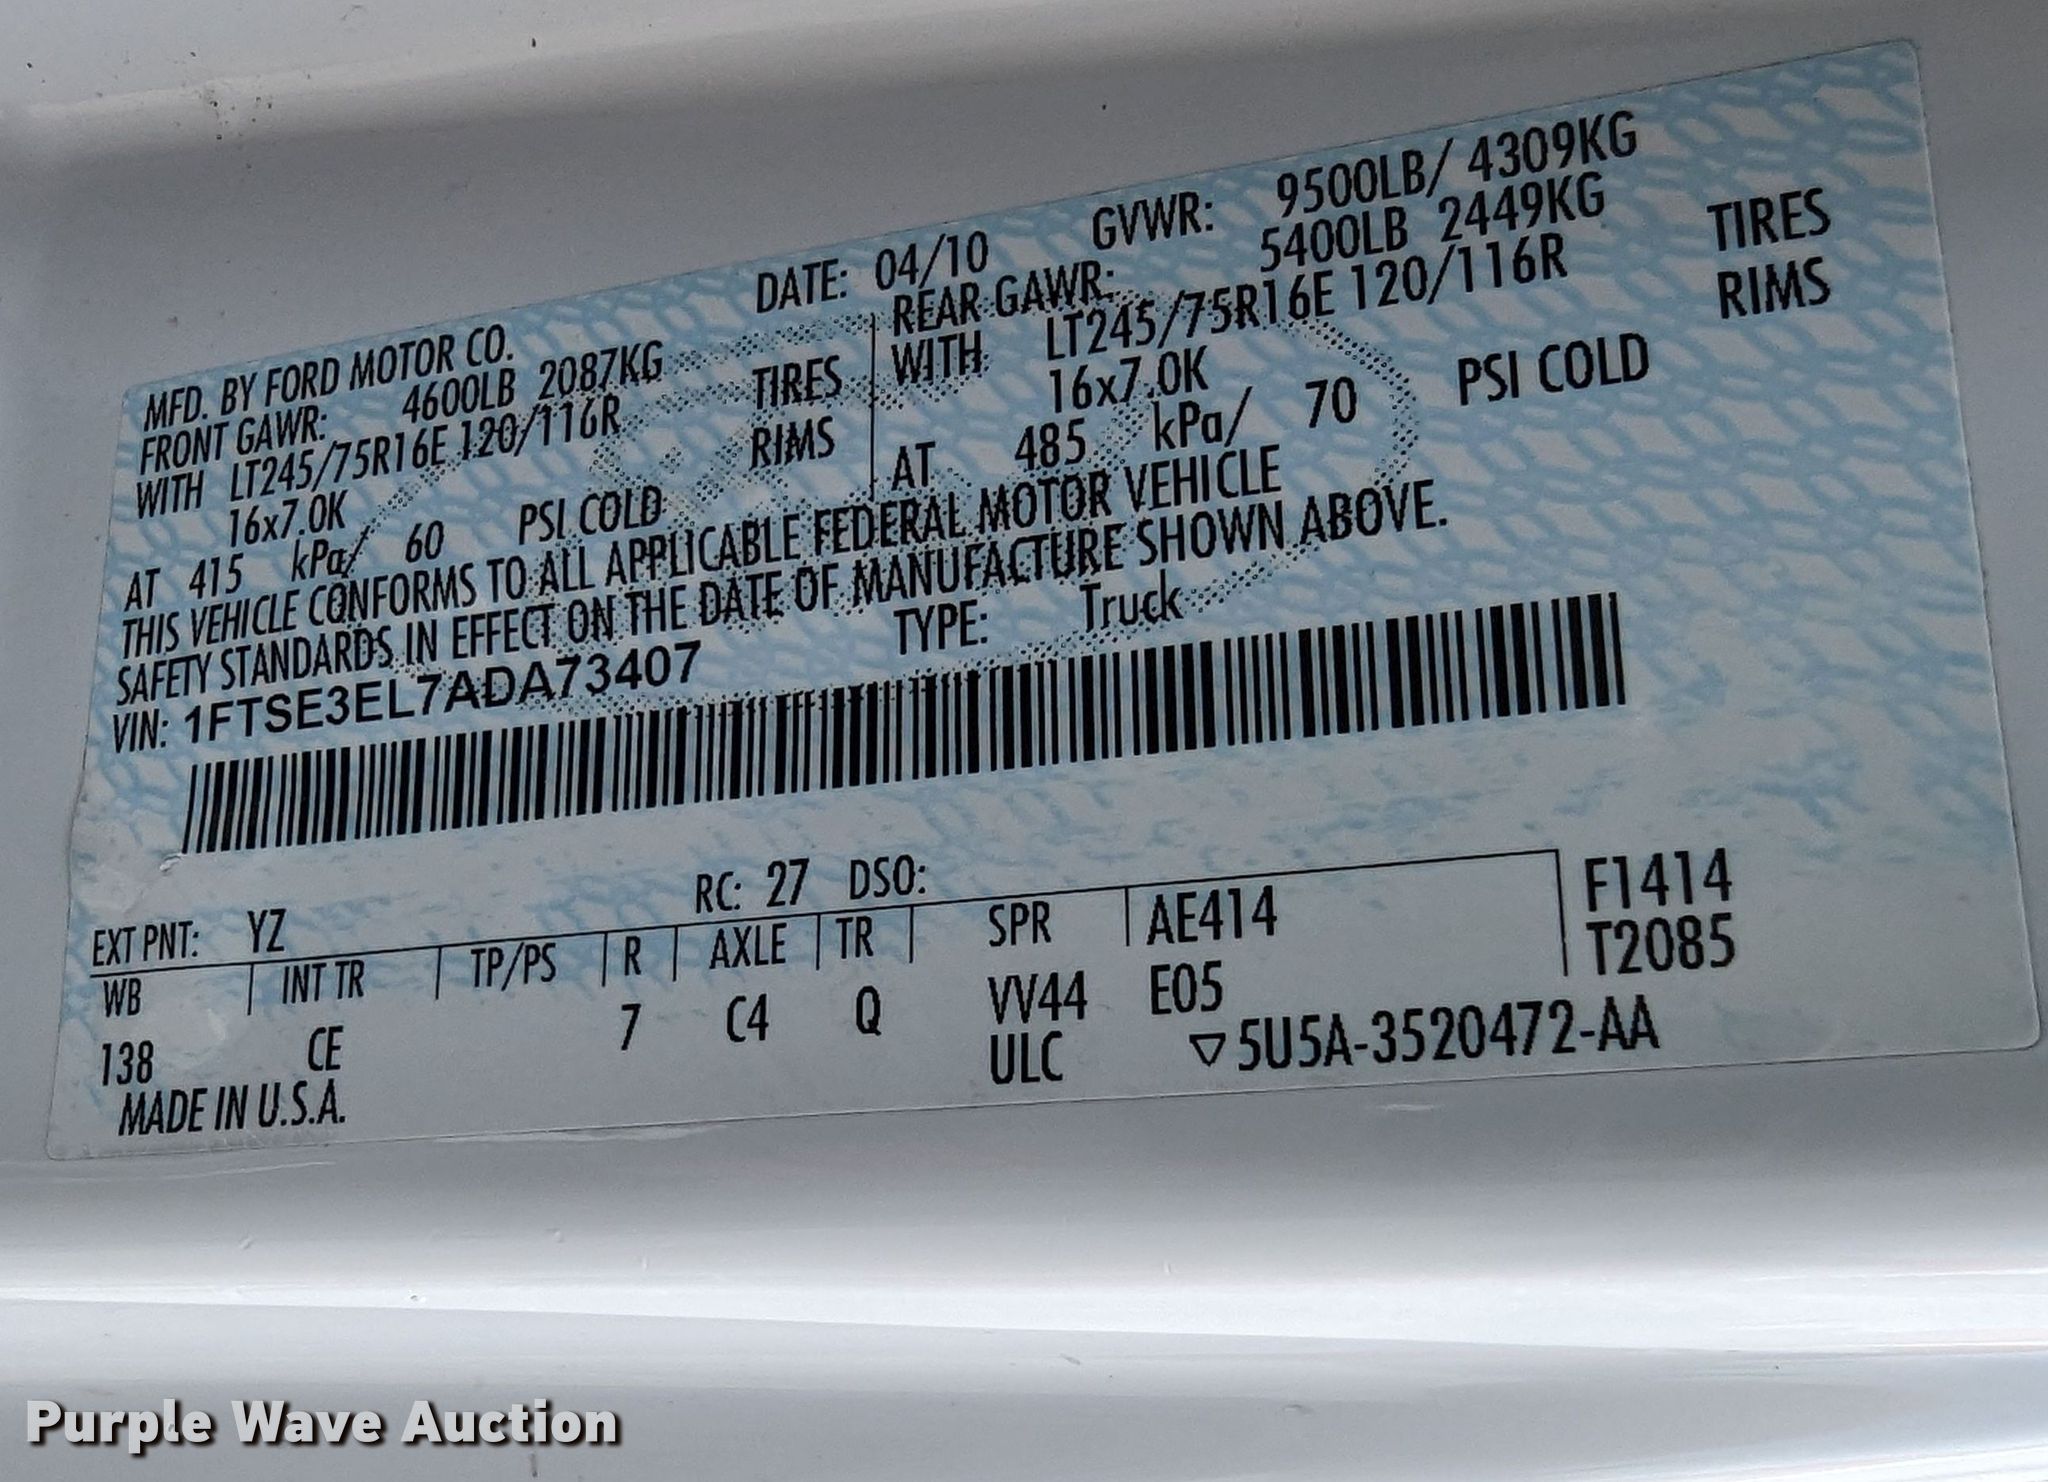 MFD. BY FORD MOTOR CO.
DATE: 04/10 GVWR: 9500LB/ 4309KG
FRONT GAWR: 4600LB 2087KG
WITH LT245/75R16E 120/116R TIRES
16x7.0K RIMS
AT 415 kPa/ 60 PSI COLD
REAR GAWR: 5400LB 2449KG
WITH LT245/75R16E 120/116R TIRES
16x7.0K RIMS
AT 485 kPa/ 70 PSI COLD
THIS VEHICLE CONFORMS TO ALL APPLICABLE FEDERAL MOTOR VEHICLE
SAFETY STANDARDS IN EFFECT ON THE DATE OF MANUFACTURE SHOWN ABOVE.
VIN: 1FTSE3EL7ADA73407 TYPE: Truck
EXT PNT: YZ RC: 27 DSO:
WB INT TR TP/PS R AXLE TR SPR AE414 F1414
138 CE 7 C4 Q VV44 E05 T2085
ULC 5U5A-3520472-AA
MADE IN U.S.A.
Purple Wave Auction